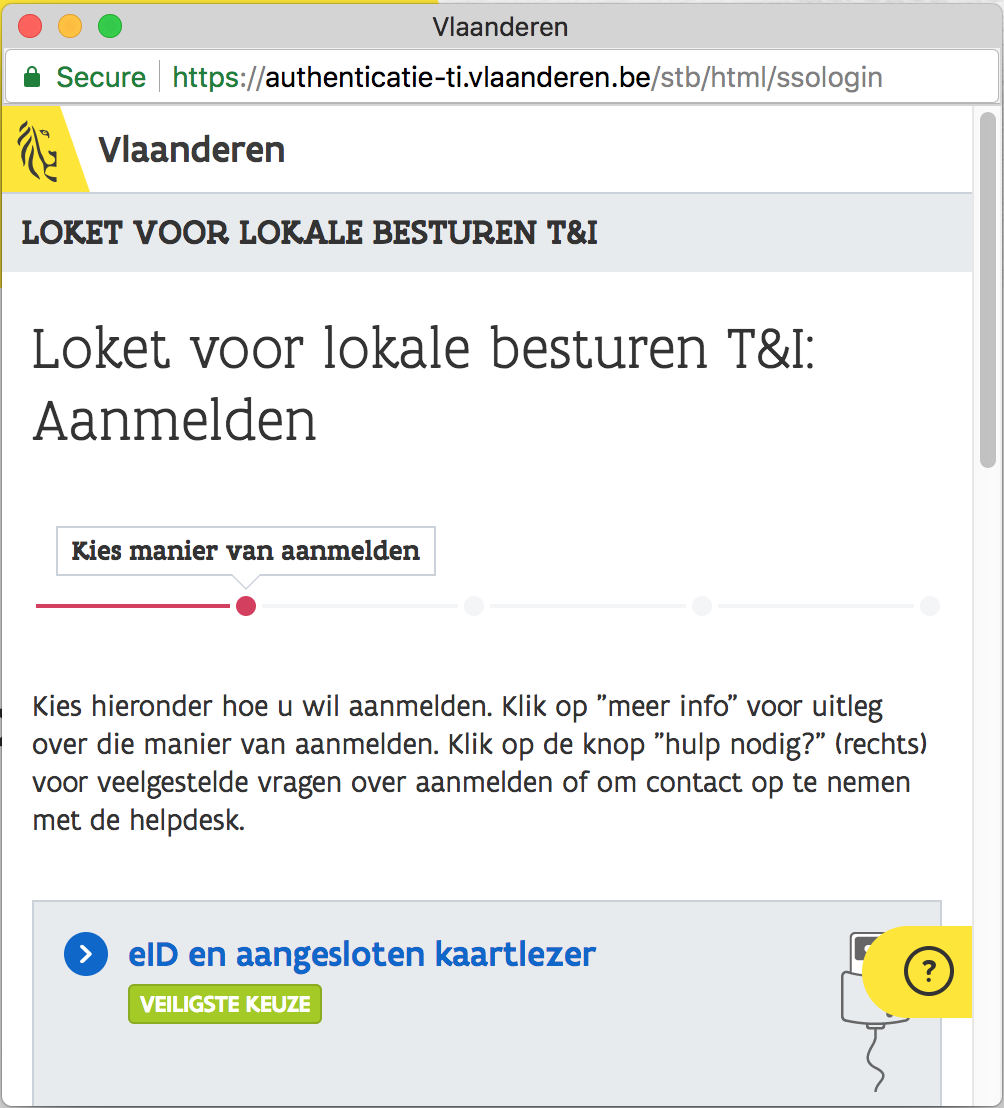 Vlaanderen
Secure https://authenticatie-ti.vlaanderen.be/stb/html/ssologin
Vlaanderen
LOKET VOOR LOKALE BESTUREN T&I
Loket voor lokale besturen T&I:
Aanmelden
Kies manier van aanmelden
Kies hieronder hoe u wil aanmelden. Klik op ”meer info” voor uitleg
over die manier van aanmelden. Klik op de knop ”hulp nodig?” (rechts)
voor veelgestelde vragen over aanmelden of om contact op te nemen
met de helpdesk.
eID en aangesloten kaartlezer
VEILIGSTE KEUZE
?